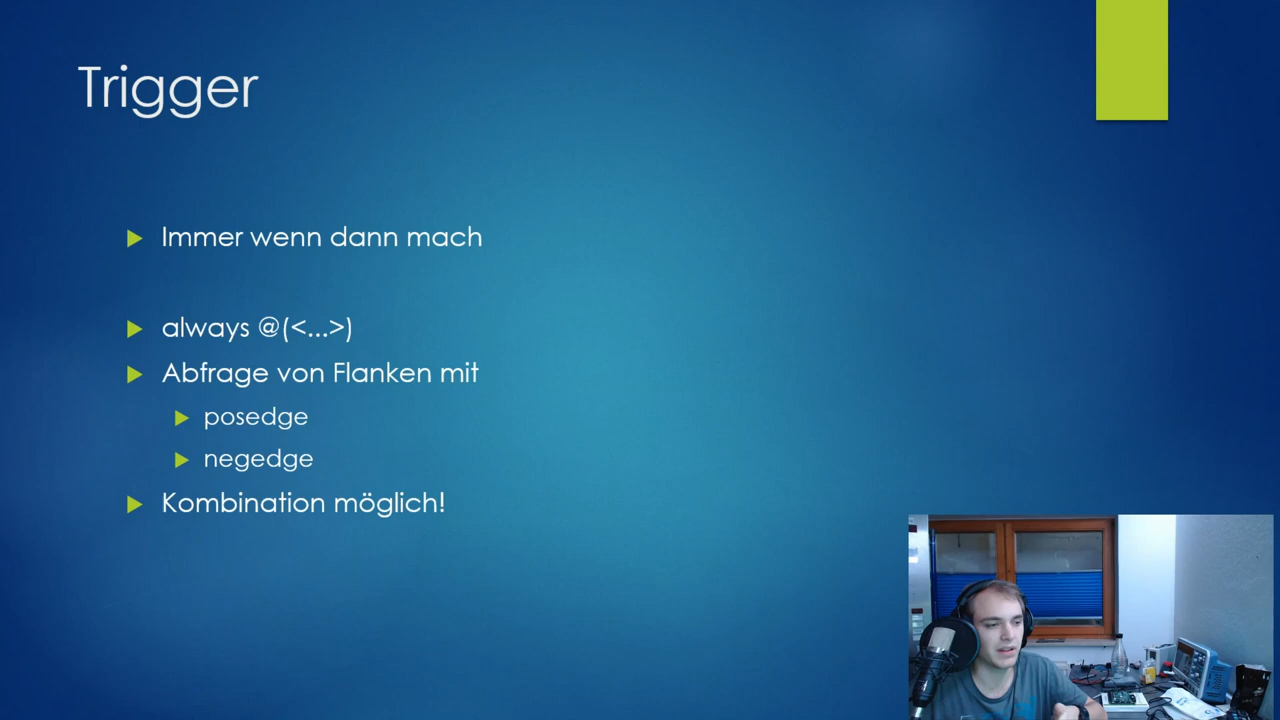 Trigger
Immer wenn dann mach
always @(<...>)
Abfrage von Flanken mit
posedge
negedge
Kombination möglich!